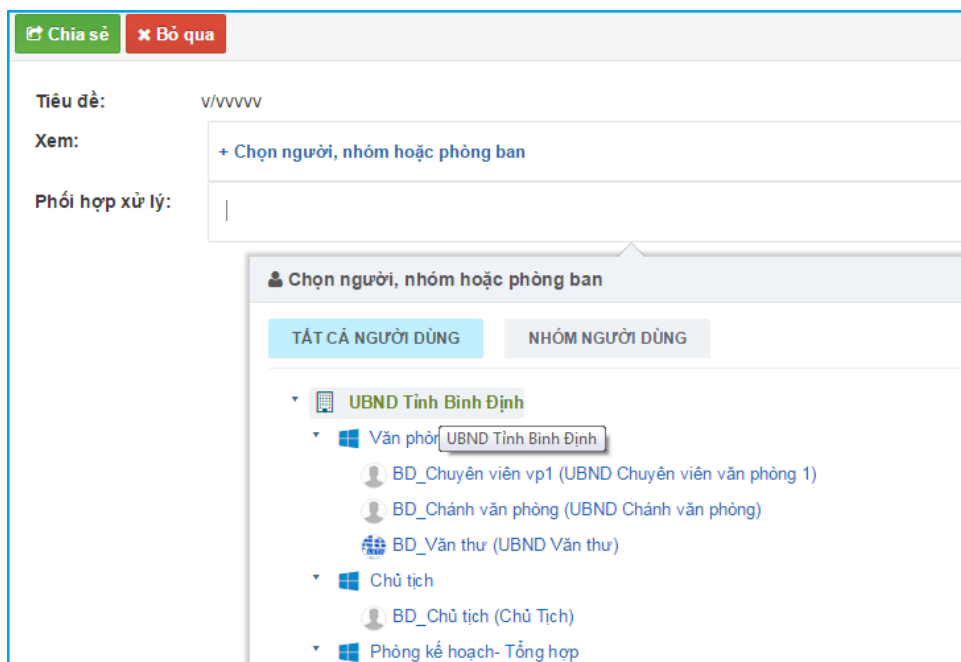 Chia sẻ Bỏ qua
Tiêu đề: v/vvvvv
Xem: + Chọn người, nhóm hoặc phòng ban
Phối hợp xử lý:
Chọn người, nhóm hoặc phòng ban
TẤT CẢ NGƯỜI DÙNG NHÓM NGƯỜI DÙNG
UBND Tỉnh Bình Định
Văn phòn UBND Tỉnh Bình Định
BD_Chuyên viên vp1 (UBND Chuyên viên văn phòng 1)
BD_Chánh văn phòng (UBND Chánh văn phòng)
BD_Văn thư (UBND Văn thư)
Chủ tịch
BD_Chủ tịch (Chủ Tịch)
Phòng kế hoạch- Tổng hợp